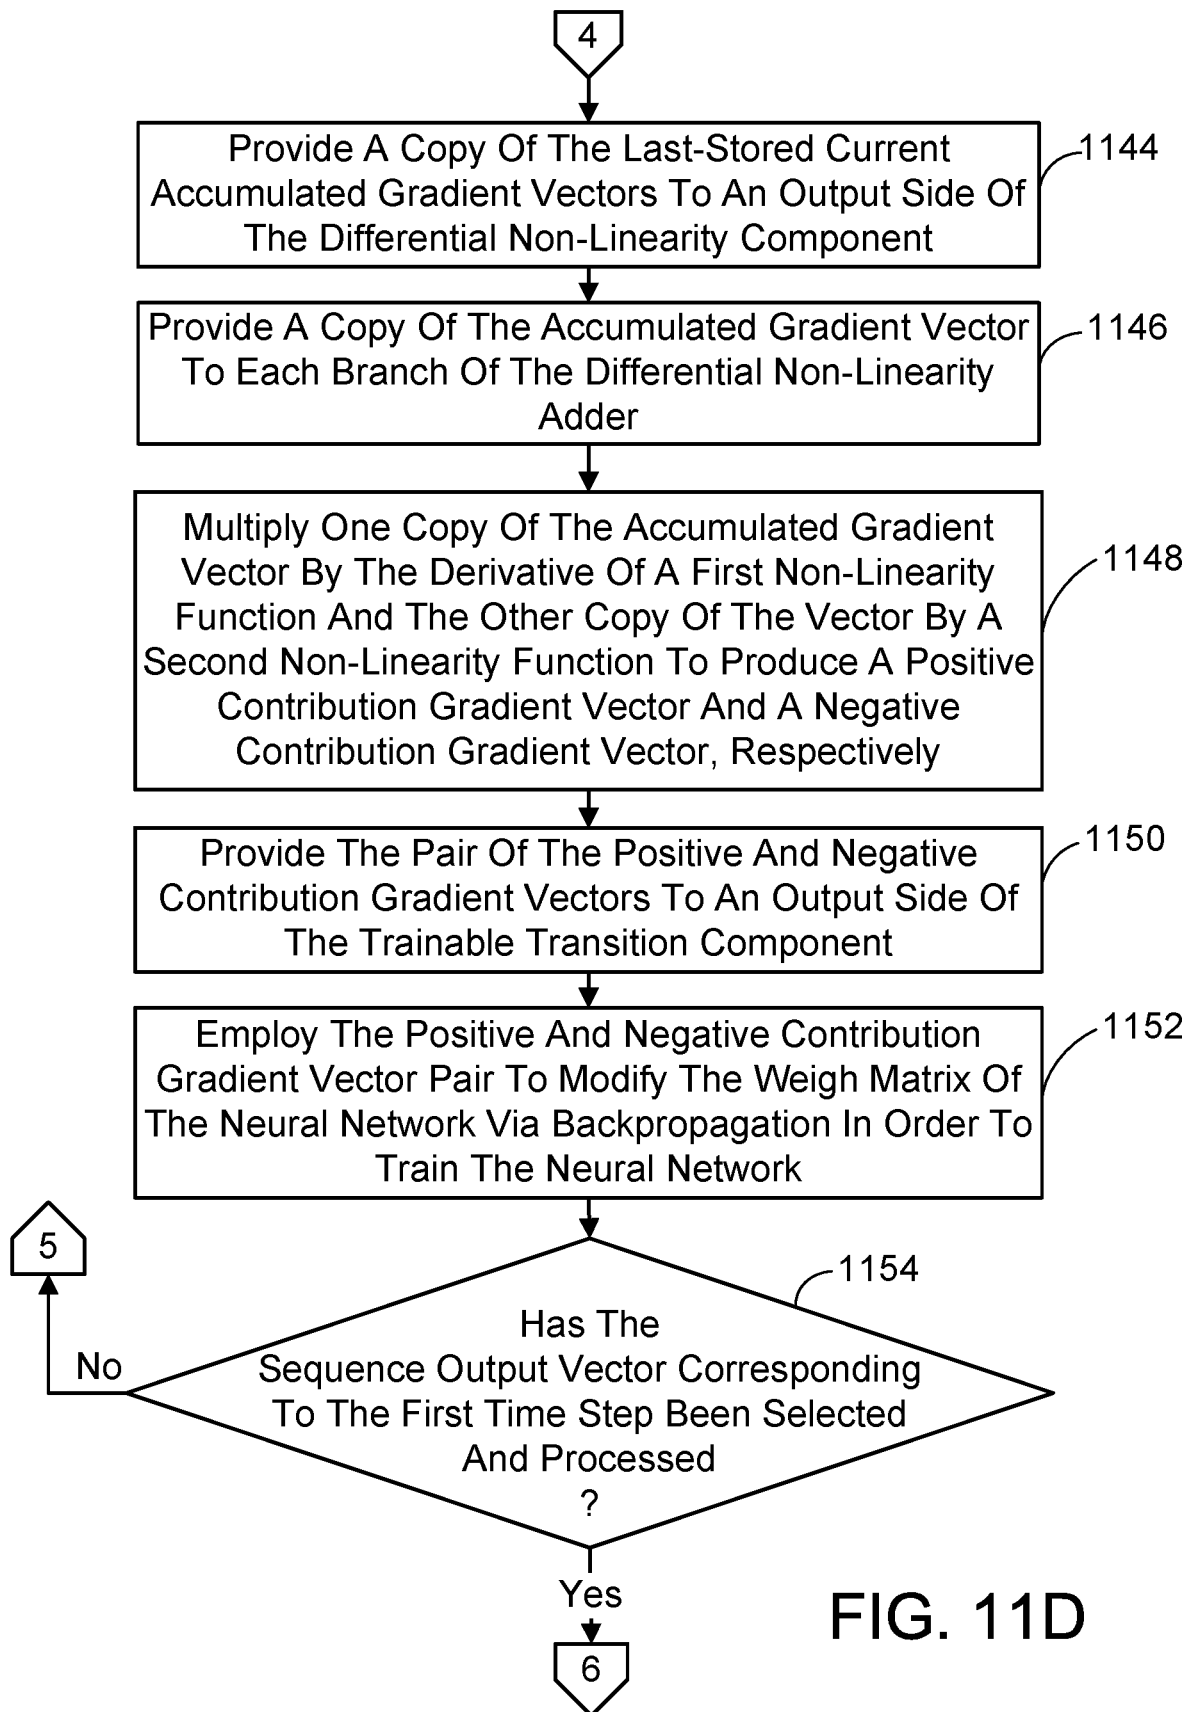 4
Provide A Copy Of The Last-Stored Current
Accumulated Gradient Vectors To An Output Side Of
The Differential Non-Linearity Component
1144
Provide A Copy Of The Accumulated Gradient Vector
To Each Branch Of The Differential Non-Linearity
Adder
1146
Multiply One Copy Of The Accumulated Gradient
Vector By The Derivative Of A First Non-Linearity
Function And The Other Copy Of The Vector By A
Second Non-Linearity Function To Produce A Positive
Contribution Gradient Vector And A Negative
Contribution Gradient Vector, Respectively
1148
Provide The Pair Of The Positive And Negative
Contribution Gradient Vectors To An Output Side Of
The Trainable Transition Component
1150
Employ The Positive And Negative Contribution
Gradient Vector Pair To Modify The Weigh Matrix Of
The Neural Network Via Backpropagation In Order To
Train The Neural Network
1152
5
No
1154
Has The
Sequence Output Vector Corresponding
To The First Time Step Been Selected
And Processed
?
Yes
6
FIG. 11D